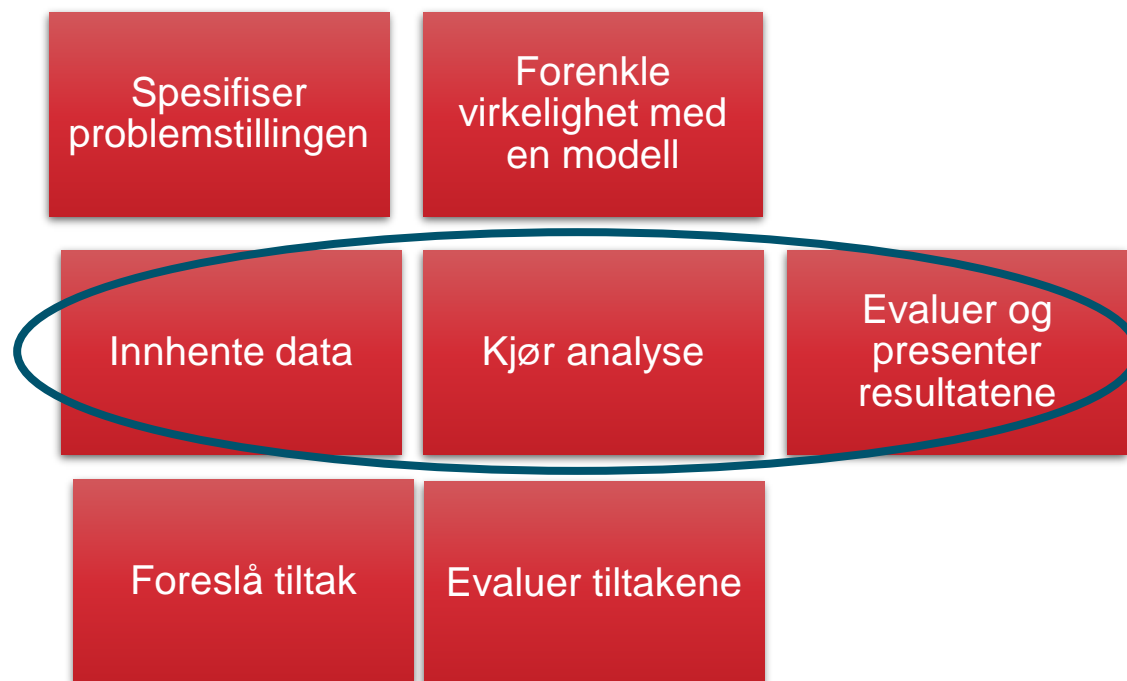 Spesifiser
problemstillingen
Forenkle
virkelighet med
en modell
Innhente data
Kjør analyse
Evaluer og
presenter
resultatene
Foreslå tiltak
Evaluer tiltakene